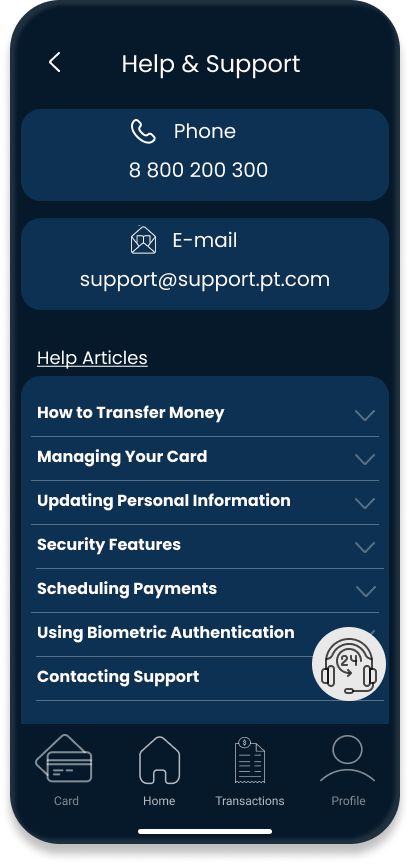 Help & Support
Phone
8 800 200 300
E-mail
support@support.pt.com
Help Articles
How to Transfer Money
Managing Your Card
Updating Personal Information
Security Features
Scheduling Payments
Using Biometric Authentication
24
Contacting Support
$
Card
Home
Transactions
Profile